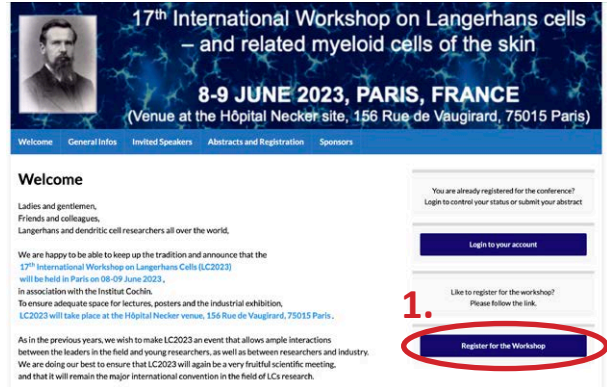 17th International Workshop on Langerhans cells
– and related myeloid cells of the skin
8-9 JUNE 2023, PARIS, FRANCE
(Venue at the Hôpital Necker site, 156 Rue de Vaugirard, 75015 Paris)
Welcome General Infos Invited Speakers Abstracts and Registration Sponsors
Welcome
Ladies and gentlemen,
Friends and colleagues,
Langerhans and dendritic cell researchers all over the world,
We are happy to be able to keep up the tradition and announce that the
17th International Workshop on Langerhans Cells (LC2023)
will be held in Paris on 08-09 June 2023 ,
in association with the Institut Cochin.
To ensure adequate space for lectures, posters and the industrial exhibition,
LC2023 will take place at the Hôpital Necker venue, 156 Rue de Vaugirard, 75015 Paris .
As in the previous years, we wish to make LC2023 an event that allows ample interactions
between the leaders in the field and young researchers, as well as between researchers and industry.
We are doing our best to ensure that LC2023 will again be a very fruitful scientific meeting,
and that it will remain the major international convention in the field of LCs research.
You are already registered for the conference?
Login to control your status or submit your abstract
Login to your account
Like to register for the workshop?
Please follow the link.
1.
Register for the Workshop